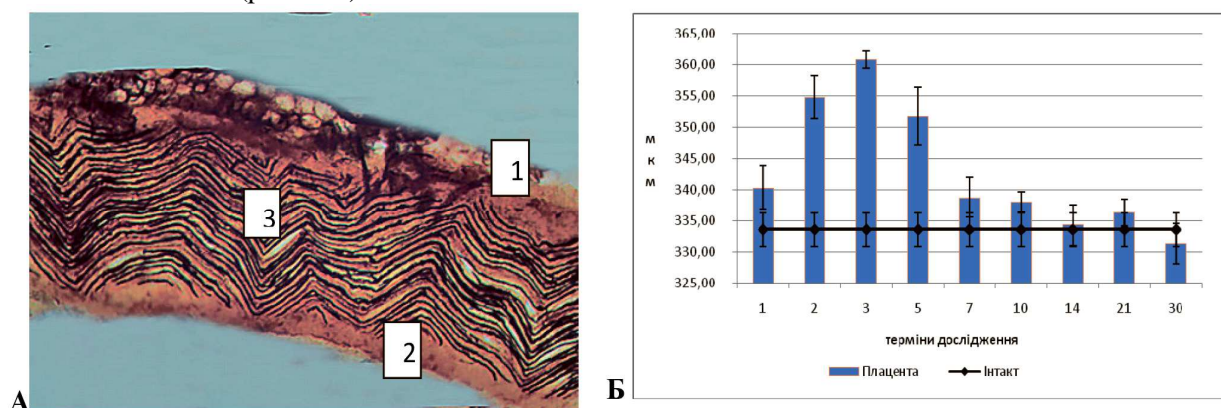 1
3
2
А
365,00
360,00
355,00
350,00
345,00
340,00
335,00
330,00
325,00
м
к
м
1 2 3 5 7 10 14 21 30
терміни дослідження
Плацента Інтакт
Б